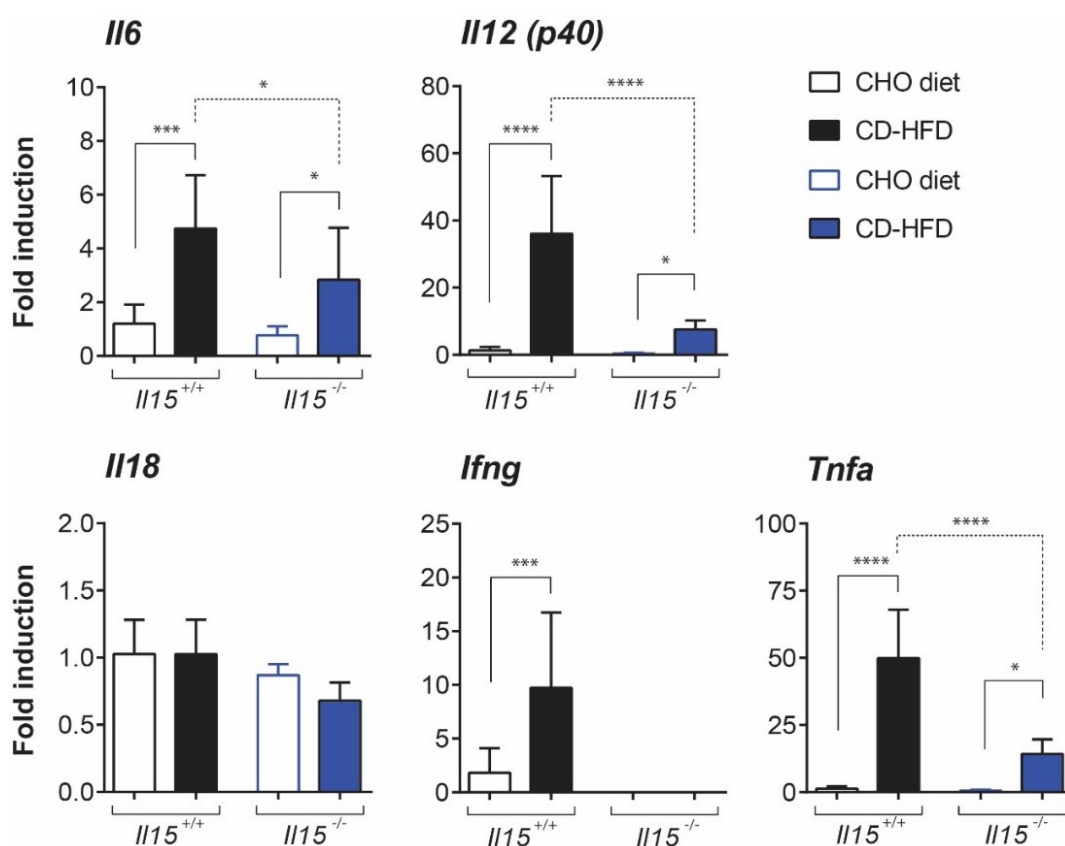 Il6
Fold induction
10
8
6
4
2
0
***
*
*
Il15+/+
Il15-/-
Il12 (p40)
80
60
40
20
0
****
****
*
Il15+/+
Il15-/-
CHO diet
CD-HFD
CHO diet
CD-HFD
Il18
Fold induction
2.0
1.5
1.0
0.5
0.0
Il15+/+
Il15-/-
Ifng
25
20
15
10
5
0
***
Il15+/+
Il15-/-
Tnfa
100
75
50
25
0
****
****
*
Il15+/+
Il15-/-